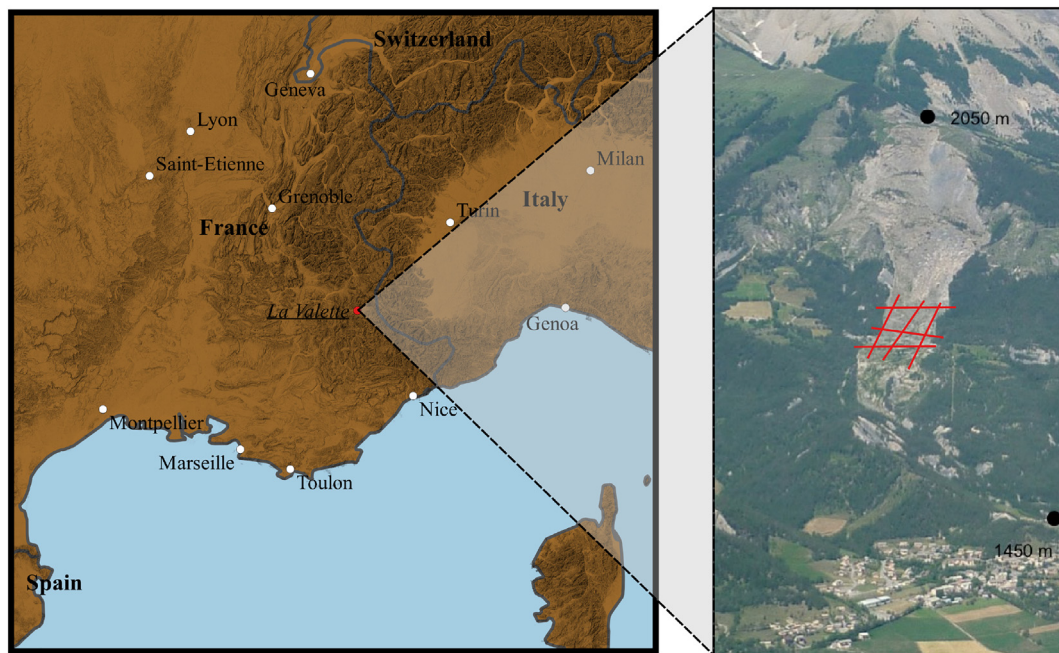 Switzerland
Geneva
Lyon
Saint-Etienne
Milan
Grenoble
Italy
Turin
France
La Valette
Genoa
Nice
Montpellier
Marseille
Toulon
Spain
2050 m
1450 m